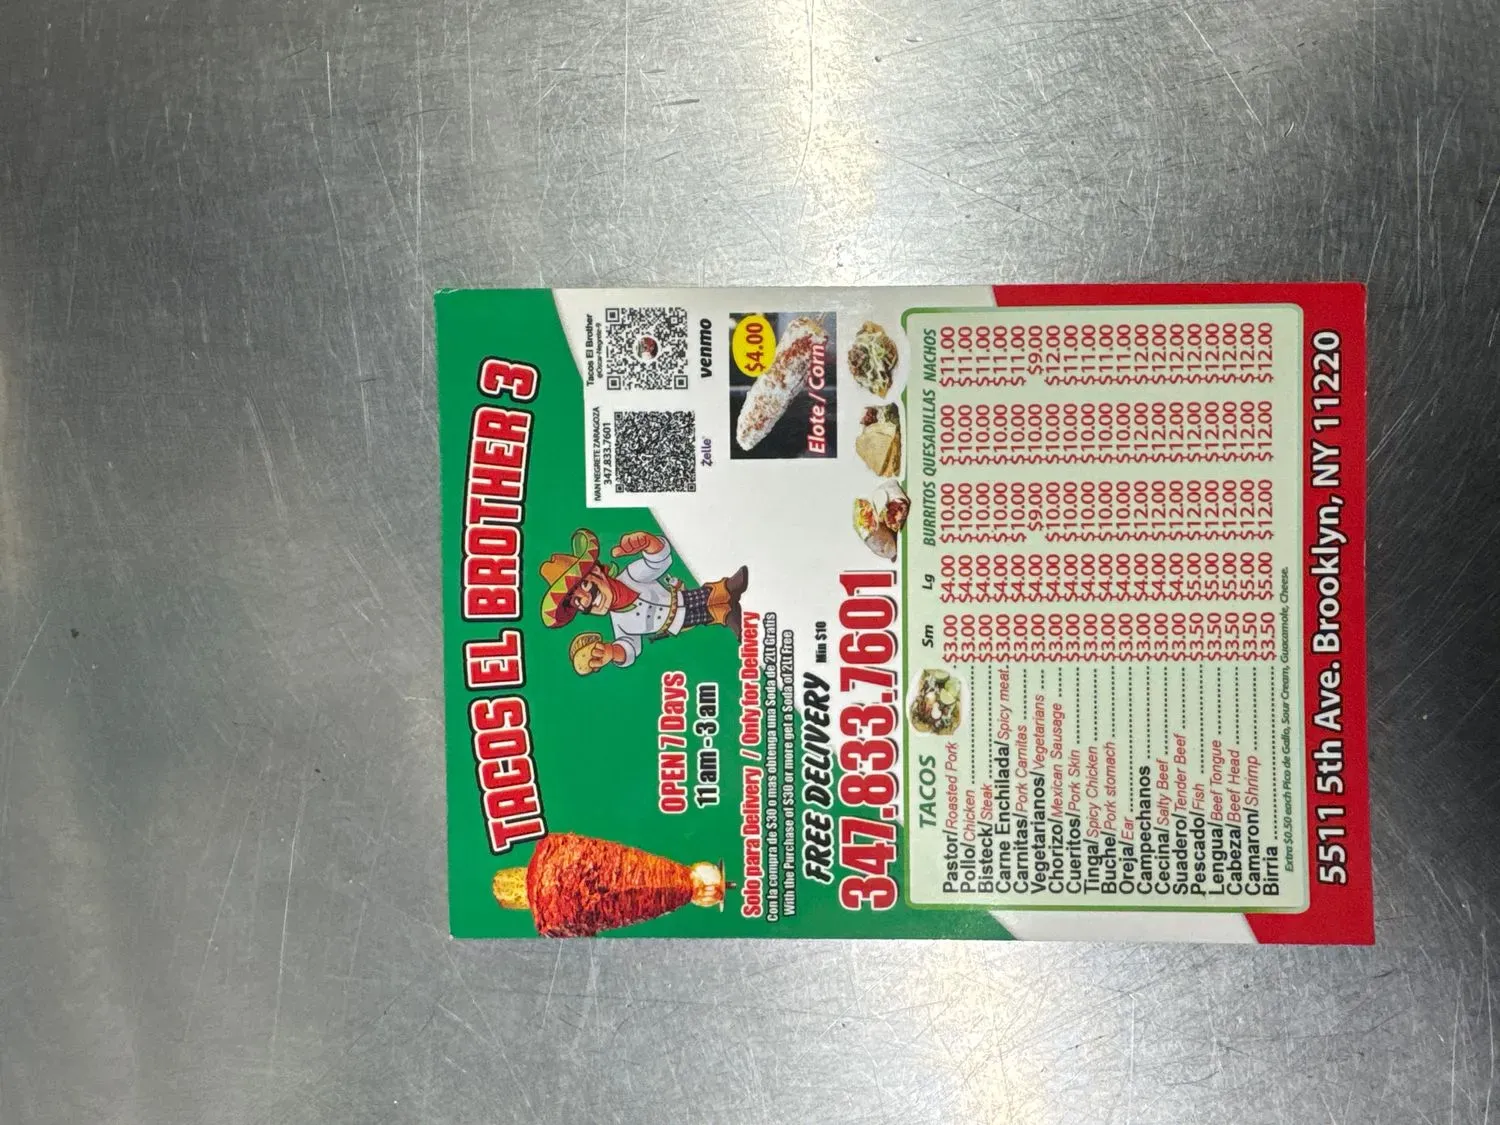 TACOS EL BROTHER 3
IVAN NEGRETE ZARAGOZA
347.833.7601
Zelle
Tacos El Brother
@Oscar-Negrete-9
venmo
OPEN 7 Days
11 am - 3 am
Solo para Delivery / Only for Delivery
Con la compra de $30 o mas obtenga una Soda de 2Lt Gratis
With the Purchase of $30 or more get a Soda of 2Lt Free
FREE DELIVERY Min $10
347.833.7601
$4.00
Elote / Corn
TACOS Sm Lg BURRITOS QUESADILLAS NACHOS
Pastor/Roasted Pork $3.00 $4.00 $10.00 $10.00 $11.00
Pollo/Chicken $3.00 $4.00 $10.00 $10.00 $11.00
Bisteck/Steak $3.00 $4.00 $10.00 $10.00 $11.00
Carne Enchilada/Spicy meat. $3.00 $4.00 $10.00 $10.00 $11.00
Carnitas/Pork Carnitas $3.00 $4.00 $10.00 $10.00 $11.00
Vegetarianos/Vegetarians $3.00 $4.00 $9.00 $10.00 $9.00
Chorizo/Mexican Sausage $3.00 $4.00 $10.00 $10.00 $12.00
Cueritos/Pork Skin $3.00 $4.00 $10.00 $10.00 $11.00
Tinga/Spicy Chicken $3.00 $4.00 $10.00 $10.00 $11.00
Buche/Pork stomach $3.00 $4.00 $10.00 $10.00 $11.00
Oreja/Ear $3.00 $4.00 $10.00 $10.00 $11.00
Campechanos $3.00 $4.00 $12.00 $12.00 $12.00
Cecina/Salty Beef $3.00 $4.00 $12.00 $12.00 $12.00
Suadero/Tender Beef $3.00 $4.00 $12.00 $12.00 $12.00
Pescado/Fish $3.50 $5.00 $12.00 $12.00 $12.00
Lengua/Beef Tongue $3.50 $5.00 $12.00 $12.00 $12.00
Cabeza/Beef Head $3.50 $5.00 $12.00 $12.00 $12.00
Camaron/Shrimp $3.50 $5.00 $12.00 $12.00 $12.00
Birria $3.50 $5.00 $12.00 $12.00 $12.00
Extra $0.50 each Pico de Gallo, Sour Cream, Guacamole, Cheese.
5511 5th Ave. Brooklyn, NY 11220